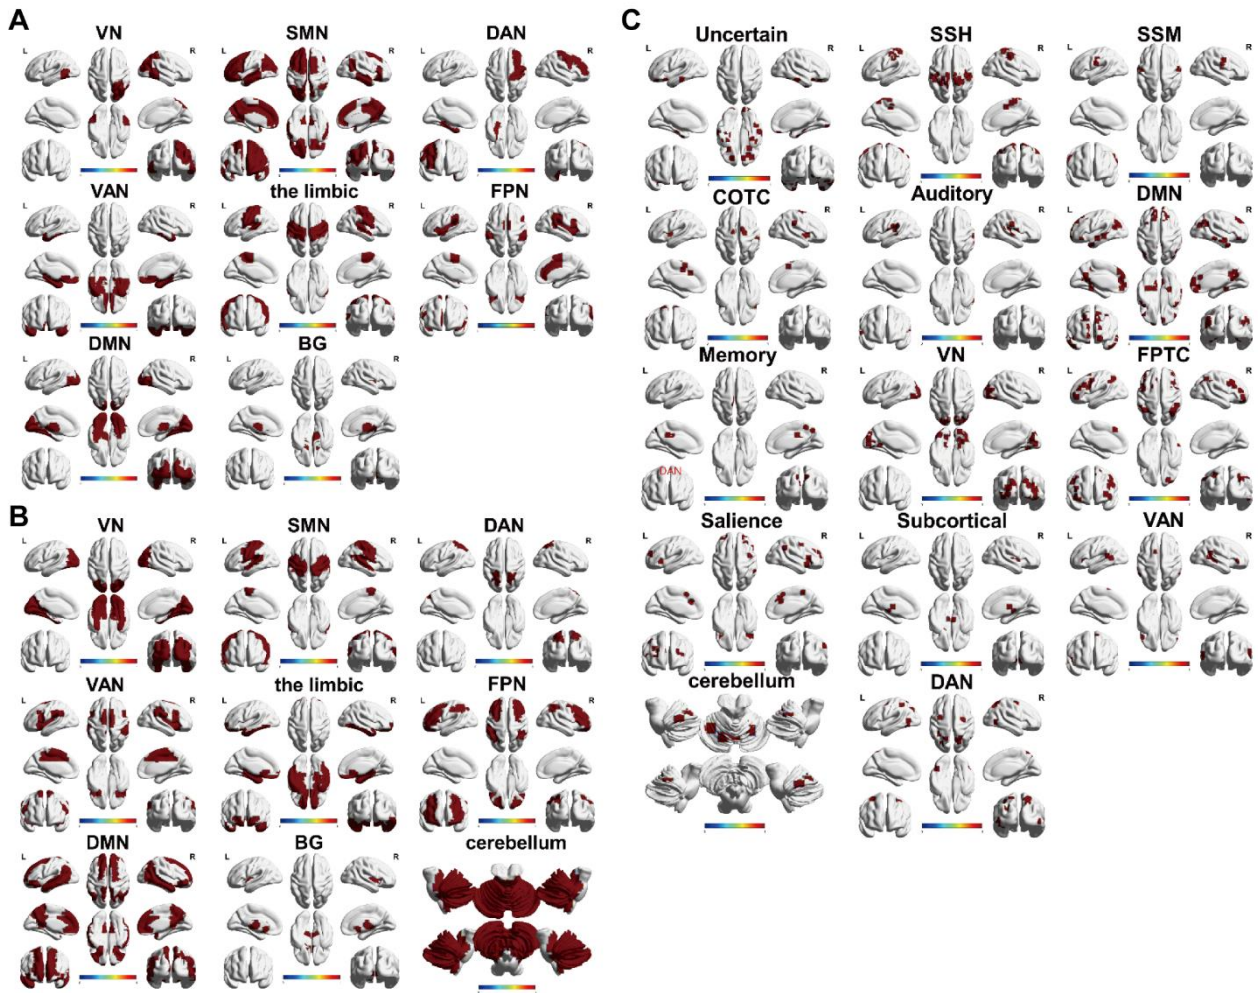 A
VN
SMN
DAN
L
R
L
R
L
R
VAN
the limbic
FPN
L
R
L
R
L
R
DMN
BG
L
R
L
R
B
VN
SMN
DAN
L
R
L
R
L
R
VAN
the limbic
FPN
L
R
L
R
L
R
DMN
BG
cerebellum
L
R
L
R
C
Uncertain
SSH
SSM
L
R
L
R
L
R
COTC
Auditory
DMN
L
R
L
R
L
R
Memory
VN
FPTC
L
R
L
R
L
R
DAN
Salience
Subcortical
VAN
L
R
L
R
L
R
cerebellum
DAN
L
R